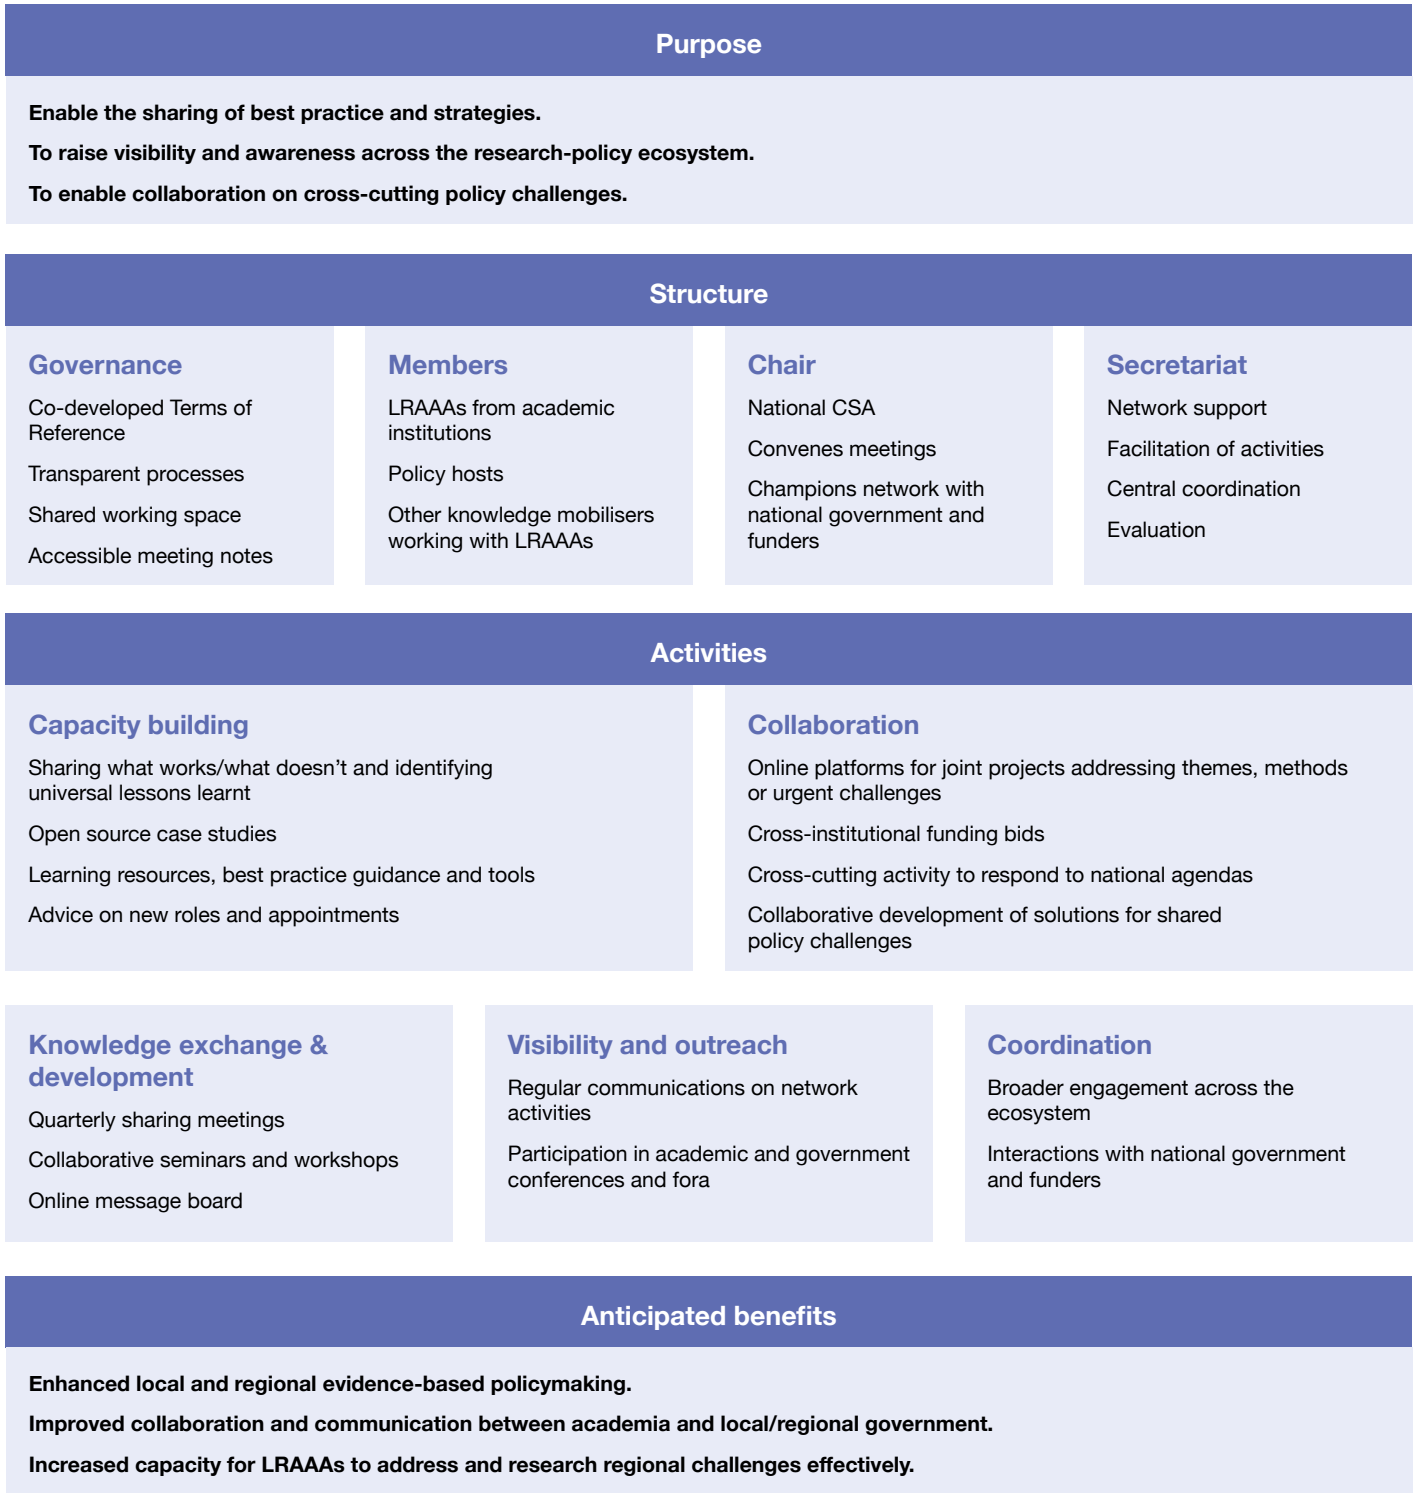 Purpose
Enable the sharing of best practice and strategies.
To raise visibility and awareness across the research-policy ecosystem.
To enable collaboration on cross-cutting policy challenges.
Structure
Governance
Co-developed Terms of
Reference
Transparent processes
Shared working space
Accessible meeting notes
Members
LRAAAs from academic
institutions
Policy hosts
Other knowledge mobilisers
working with LRAAAs
Chair
National CSA
Convenes meetings
Champions network with
national government and
funders
Secretariat
Network support
Facilitation of activities
Central coordination
Evaluation
Activities
Capacity building
Sharing what works/what doesn’t and identifying
universal lessons learnt
Open source case studies
Learning resources, best practice guidance and tools
Advice on new roles and appointments
Collaboration
Online platforms for joint projects addressing themes, methods
or urgent challenges
Cross-institutional funding bids
Cross-cutting activity to respond to national agendas
Collaborative development of solutions for shared
policy challenges
Knowledge exchange &
development
Quarterly sharing meetings
Collaborative seminars and workshops
Online message board
Visibility and outreach
Regular communications on network
activities
Participation in academic and government
conferences and fora
Coordination
Broader engagement across the
ecosystem
Interactions with national government
and funders
Anticipated benefits
Enhanced local and regional evidence-based policymaking.
Improved collaboration and communication between academia and local/regional government.
Increased capacity for LRAAAs to address and research regional challenges effectively.